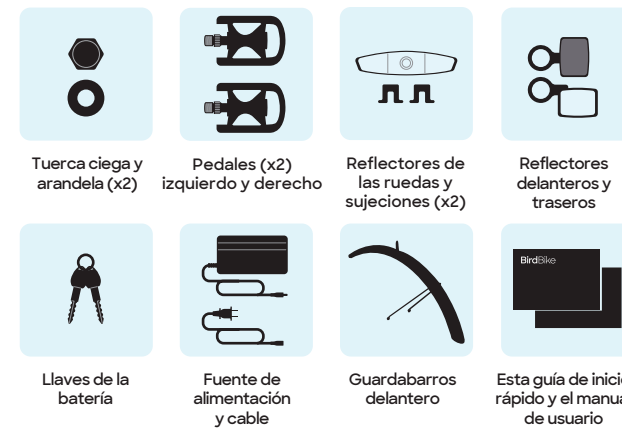 Tuerca ciega y
arandela (x2)
Pedales (x2)
izquierdo y derecho
Reflectores de
las ruedas y
sujeciones (x2)
Reflectores
delanteros y
traseros
BirdBike
Llaves de la
batería
Fuente de
alimentación
y cable
Guardabarros
delantero
Esta guía de inicio
rápido y el manua
de usuario